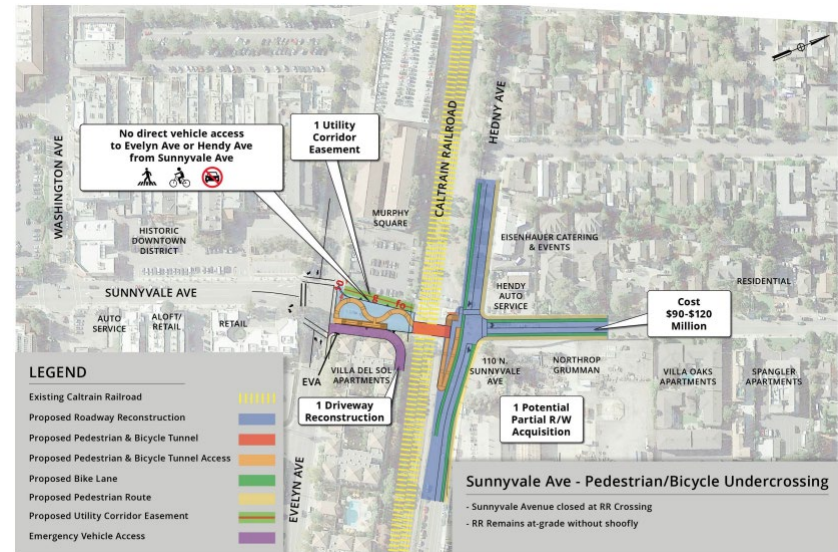 No direct vehicle access
to Evelyn Ave or Hendy Ave
from Sunnyvale Ave
1 Utility
Corridor
Easement
WASHINGTON AVE
CALTRAIN RAILROAD
HEDNY AVE
MURPHY
SQUARE
HISTORIC
DOWNTOWN
DISTRICT
EISENHAUER CATERING
& EVENTS
SUNNYVALE AVE
HENDY
AUTO
SERVICE
RESIDENTIAL
Cost
$90-$120
Million
AUTO
SERVICE
ALOFT/
RETAIL
RETAIL
EVA
VILLA DEL SOL
APARTMENTS
110 N.
SUNNYVALE
AVE
NORTHROP
GRUMMAN
VILLA OAKS
APARTMENTS
SPANGLER
APARTMENTS
1 Driveway
Reconstruction
1 Potential
Partial R/W
Acquisition
EVELYN AVE
LEGEND
Existing Caltrain Railroad
Proposed Roadway Reconstruction
Proposed Pedestrian & Bicycle Tunnel
Proposed Pedestrian & Bicycle Tunnel Access
Proposed Bike Lane
Proposed Pedestrian Route
Proposed Utility Corridor Easement
Emergency Vehicle Access
Sunnyvale Ave - Pedestrian/Bicycle Undercrossing
- Sunnyvale Avenue closed at RR Crossing
- RR Remains at-grade without shoofly